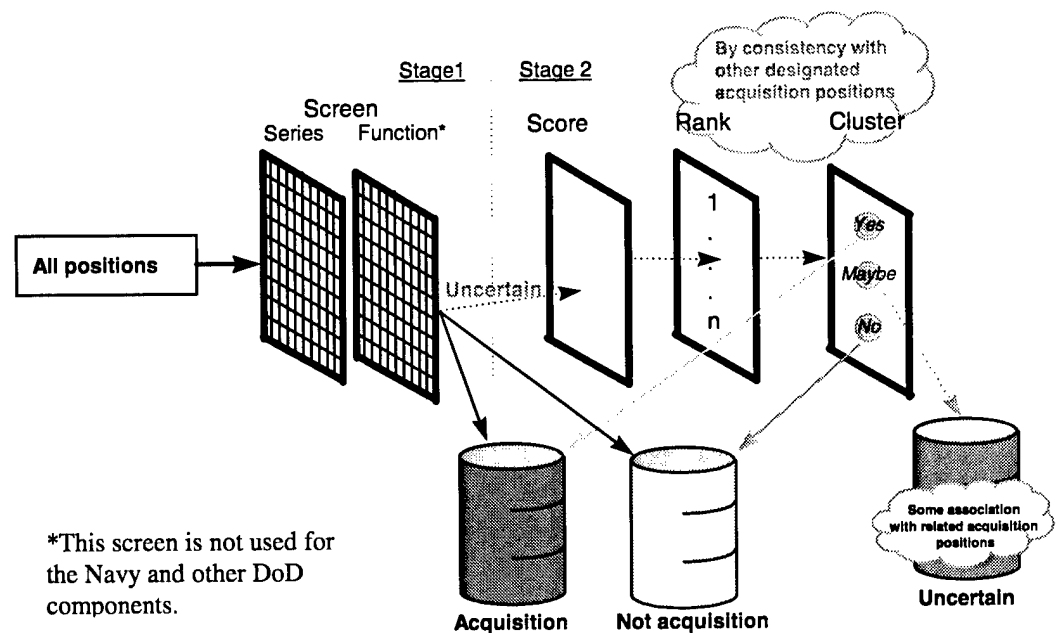 By consistency with
other designated
acquisition positions
Stage1
Stage 2
Screen
Series
Function*
Score
Rank
Cluster
All positions
Uncertain
1
.
.
n
Yes
Maybe
No
Some association
with related acquisition
positions
*This screen is not used for
the Navy and other DoD
components.
Acquisition
Not acquisition
Uncertain